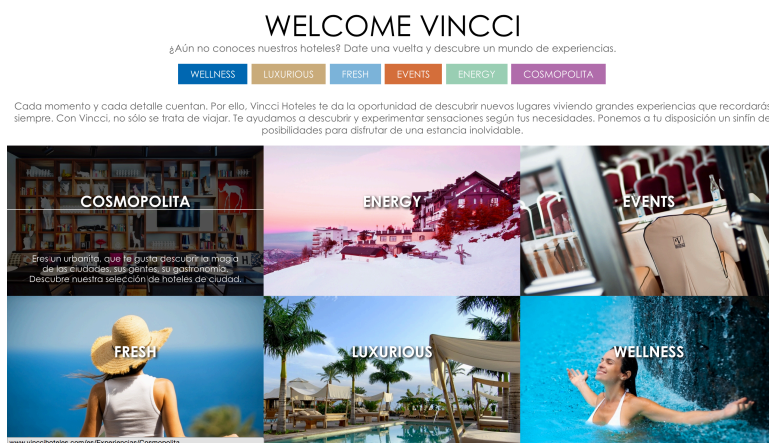 WELCOME VINCCI
¿Aún no conoces nuestros hoteles? Date una vuelta y descubre un mundo de experiencias.
WELLNESS LUXURIOUS FRESH EVENTS ENERGY COSMOPOLITA
Cada momento y cada detalle cuentan. Por ello, Vincci Hoteles te da la oportunidad de descubrir nuevos lugares viviendo grandes experiencias que recordarás
siempre. Con Vincci, no sólo se trata de viajar. Te ayudamos a descubrir y experimentar sensaciones según tus necesidades. Ponemos a tu disposición un sinfín de
posibilidades para disfrutar de una estancia inolvidable.
COSMOPOLITA ENERGY EVENTS
Eres un urbanita, que te gusta descubrir la magia
de las ciudades, sus gentes, su gastronomía.
Descubre nuestra selección de hoteles de ciudad.
FRESH LUXURIOUS WELLNESS
www.vinccihoteles.com/es/Experiencias/Cosmopolita